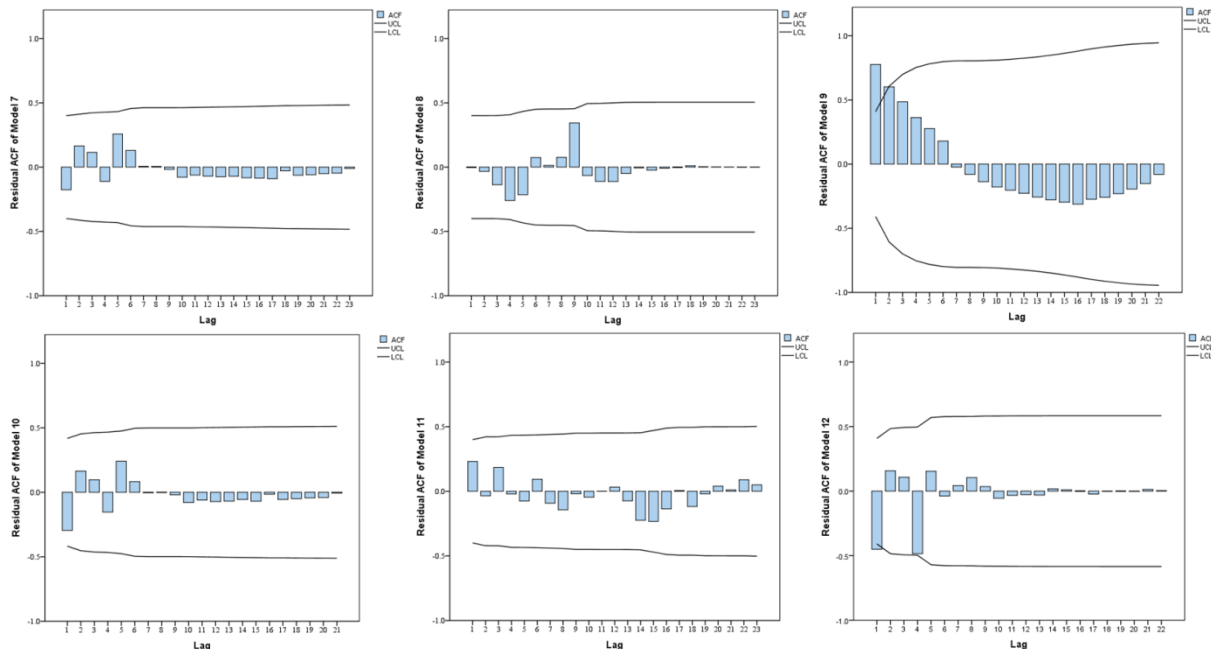 ACF
UCL
LCL
1.0
0.5
0.0
-0.5
-1.0
Residual ACF of Model 7
1 2 3 4 5 6 7 8 9 10 11 12 13 14 15 16 17 18 19 20 21 22 23
Lag
ACF
UCL
LCL
1.0
0.5
0.0
-0.5
-1.0
Residual ACF of Model 8
1 2 3 4 5 6 7 8 9 10 11 12 13 14 15 16 17 18 19 20 21 22 23
Lag
ACF
UCL
LCL
1.0
0.5
0.0
-0.5
-1.0
Residual ACF of Model 9
1 2 3 4 5 6 7 8 9 10 11 12 13 14 15 16 17 18 19 20 21 22
Lag
ACF
UCL
LCL
1.0
0.5
0.0
-0.5
-1.0
Residual ACF of Model 10
1 2 3 4 5 6 7 8 9 10 11 12 13 14 15 16 17 18 19 20 21
Lag
ACF
UCL
LCL
1.0
0.5
0.0
-0.5
-1.0
Residual ACF of Model 11
1 2 3 4 5 6 7 8 9 10 11 12 13 14 15 16 17 18 19 20 21 22 23
Lag
ACF
UCL
LCL
1.0
0.5
0.0
-0.5
-1.0
Residual ACF of Model 12
1 2 3 4 5 6 7 8 9 10 11 12 13 14 15 16 17 18 19 20 21 22
Lag